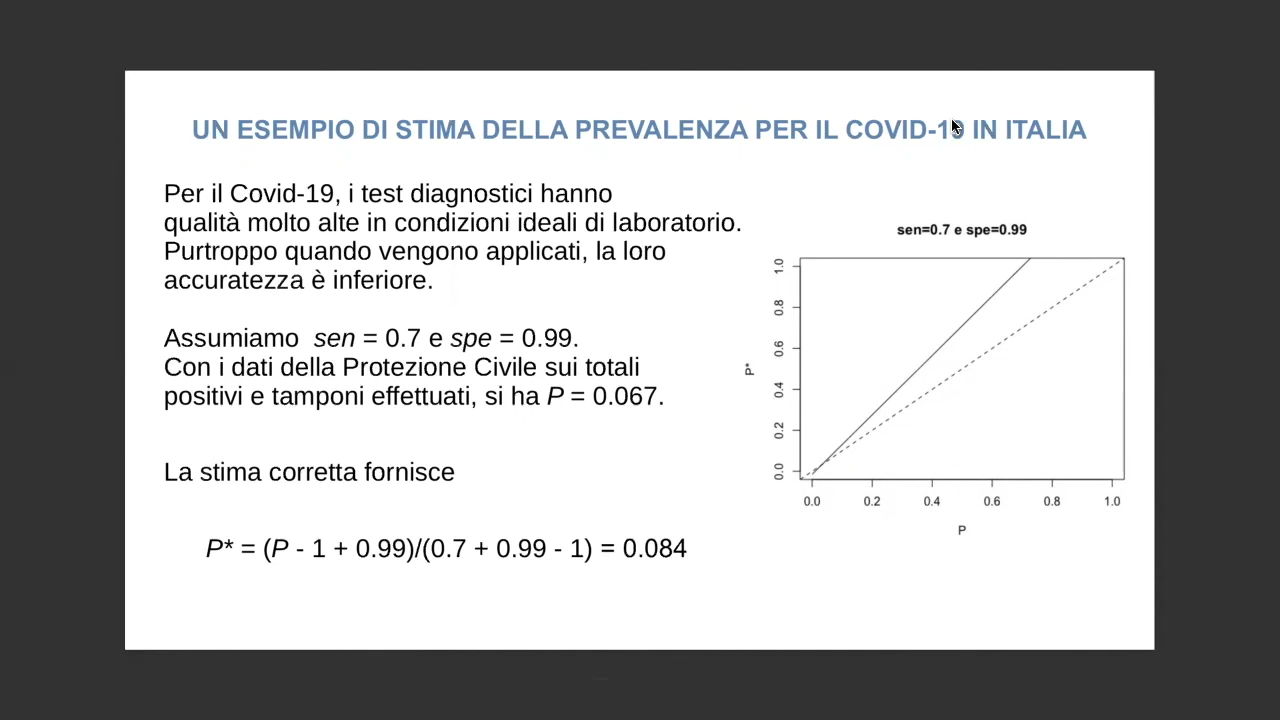 UN ESEMPIO DI STIMA DELLA PREVALENZA PER IL COVID-19 IN ITALIA
Per il Covid-19, i test diagnostici hanno
qualità molto alte in condizioni ideali di laboratorio.
Purtroppo quando vengono applicati, la loro
accuratezza è inferiore.
Assumiamo sen = 0.7 e spe = 0.99.
Con i dati della Protezione Civile sui totali
positivi e tamponi effettuati, si ha P = 0.067.
La stima corretta fornisce
P* = (P - 1 + 0.99)/(0.7 + 0.99 - 1) = 0.084
sen=0.7 e spe=0.99
1.0
0.8
0.6
0.4
0.2
0.0
P*
0.0 0.2 0.4 0.6 0.8 1.0
P